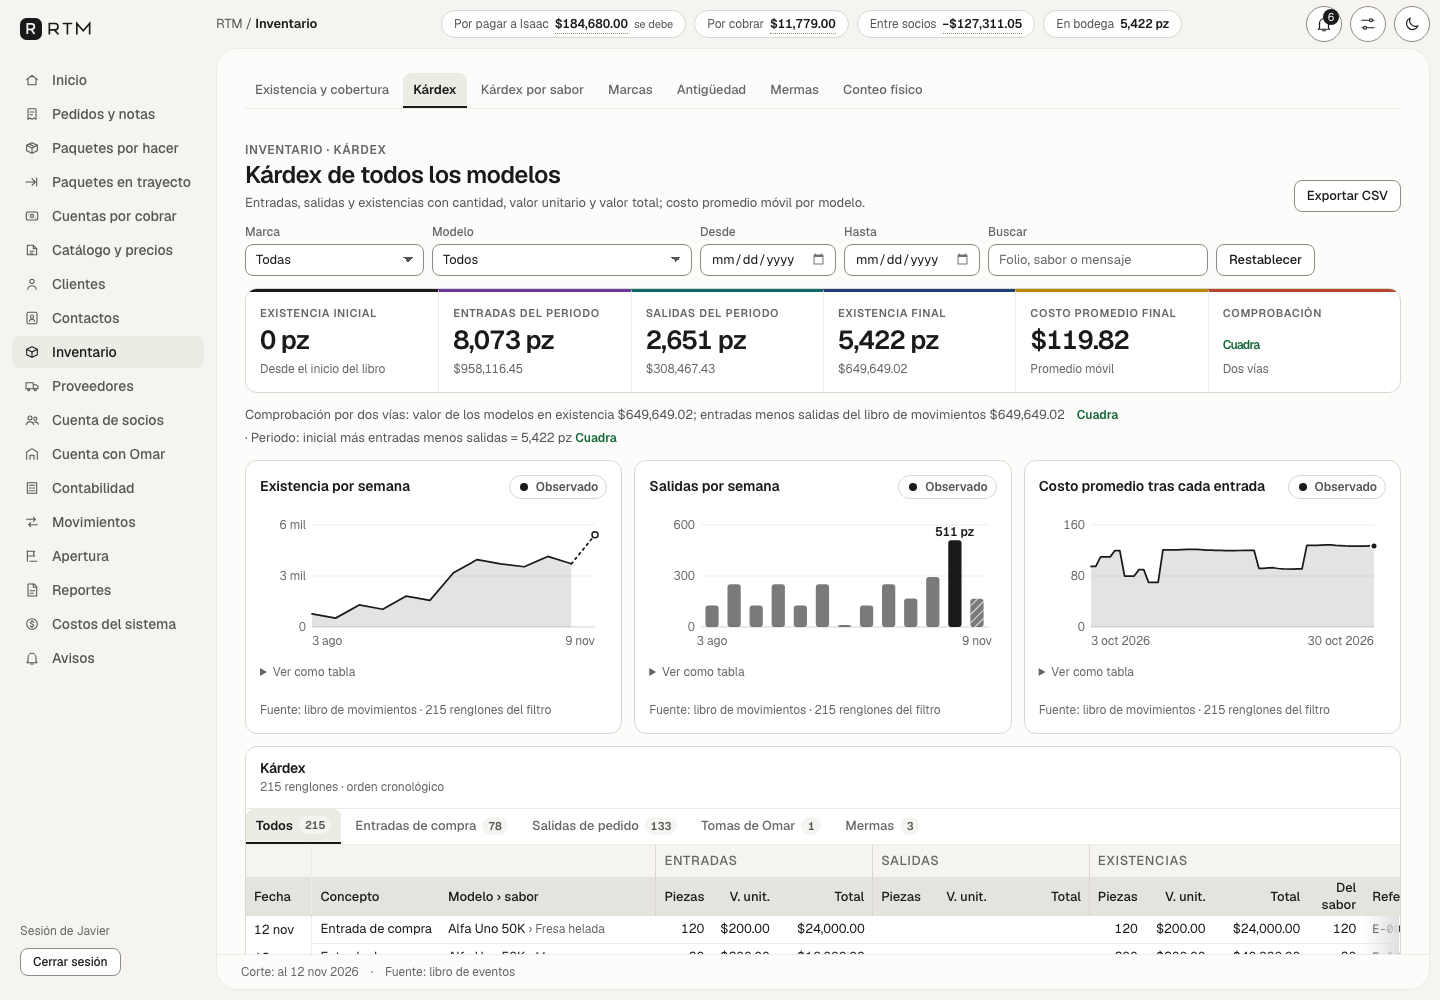 R RTM
RTM / Inventario
Por pagar a Isaac $184,680.00 se debe
Por cobrar $11,779.00
Entre socios −$127,311.05
En bodega 5,422 pz
6
Inicio
Pedidos y notas
Paquetes por hacer
Paquetes en trayecto
Cuentas por cobrar
Catálogo y precios
Clientes
Contactos
Inventario
Proveedores
Cuenta de socios
Cuenta con Omar
Contabilidad
Movimientos
Apertura
Reportes
Costos del sistema
Avisos
Sesión de Javier
Cerrar sesión
Existencia y cobertura Kárdex Kárdex por sabor Marcas Antigüedad Mermas Conteo físico
INVENTARIO · KÁRDEX
Kárdex de todos los modelos
Entradas, salidas y existencias con cantidad, valor unitario y valor total; costo promedio móvil por modelo.
Exportar CSV
Marca Modelo Desde Hasta Buscar
Todas Todos mm/dd/yyyy mm/dd/yyyy Folio, sabor o mensaje Restablecer
EXISTENCIA INICIAL
0 pz
Desde el inicio del libro
ENTRADAS DEL PERIODO
8,073 pz
$958,116.45
SALIDAS DEL PERIODO
2,651 pz
$308,467.43
EXISTENCIA FINAL
5,422 pz
$649,649.02
COSTO PROMEDIO FINAL
$119.82
Promedio móvil
COMPROBACIÓN
Cuadra
Dos vías
Comprobación por dos vías: valor de los modelos en existencia $649,649.02; entradas menos salidas del libro de movimientos $649,649.02 Cuadra
· Periodo: inicial más entradas menos salidas = 5,422 pz Cuadra
Existencia por semana Observado
6 mil
3 mil
0
3 ago 9 nov
Ver como tabla
Fuente: libro de movimientos · 215 renglones del filtro
Salidas por semana Observado
600
511 pz
300
0
3 ago 9 nov
Ver como tabla
Fuente: libro de movimientos · 215 renglones del filtro
Costo promedio tras cada entrada Observado
160
80
0
3 oct 2026 30 oct 2026
Ver como tabla
Fuente: libro de movimientos · 215 renglones del filtro
Kárdex
215 renglones · orden cronológico
Todos 215 Entradas de compra 78 Salidas de pedido 133 Tomas de Omar 1 Mermas 3
ENTRADAS SALIDAS EXISTENCIAS
Fecha Concepto Modelo › sabor Piezas V. unit. Total Piezas V. unit. Total Piezas V. unit. Total Del sabor Refe
12 nov Entrada de compra Alfa Uno 50K › Fresa helada 120 $200.00 $24,000.00 120 $200.00 $24,000.00 120
Corte: al 12 nov 2026 · Fuente: libro de eventos